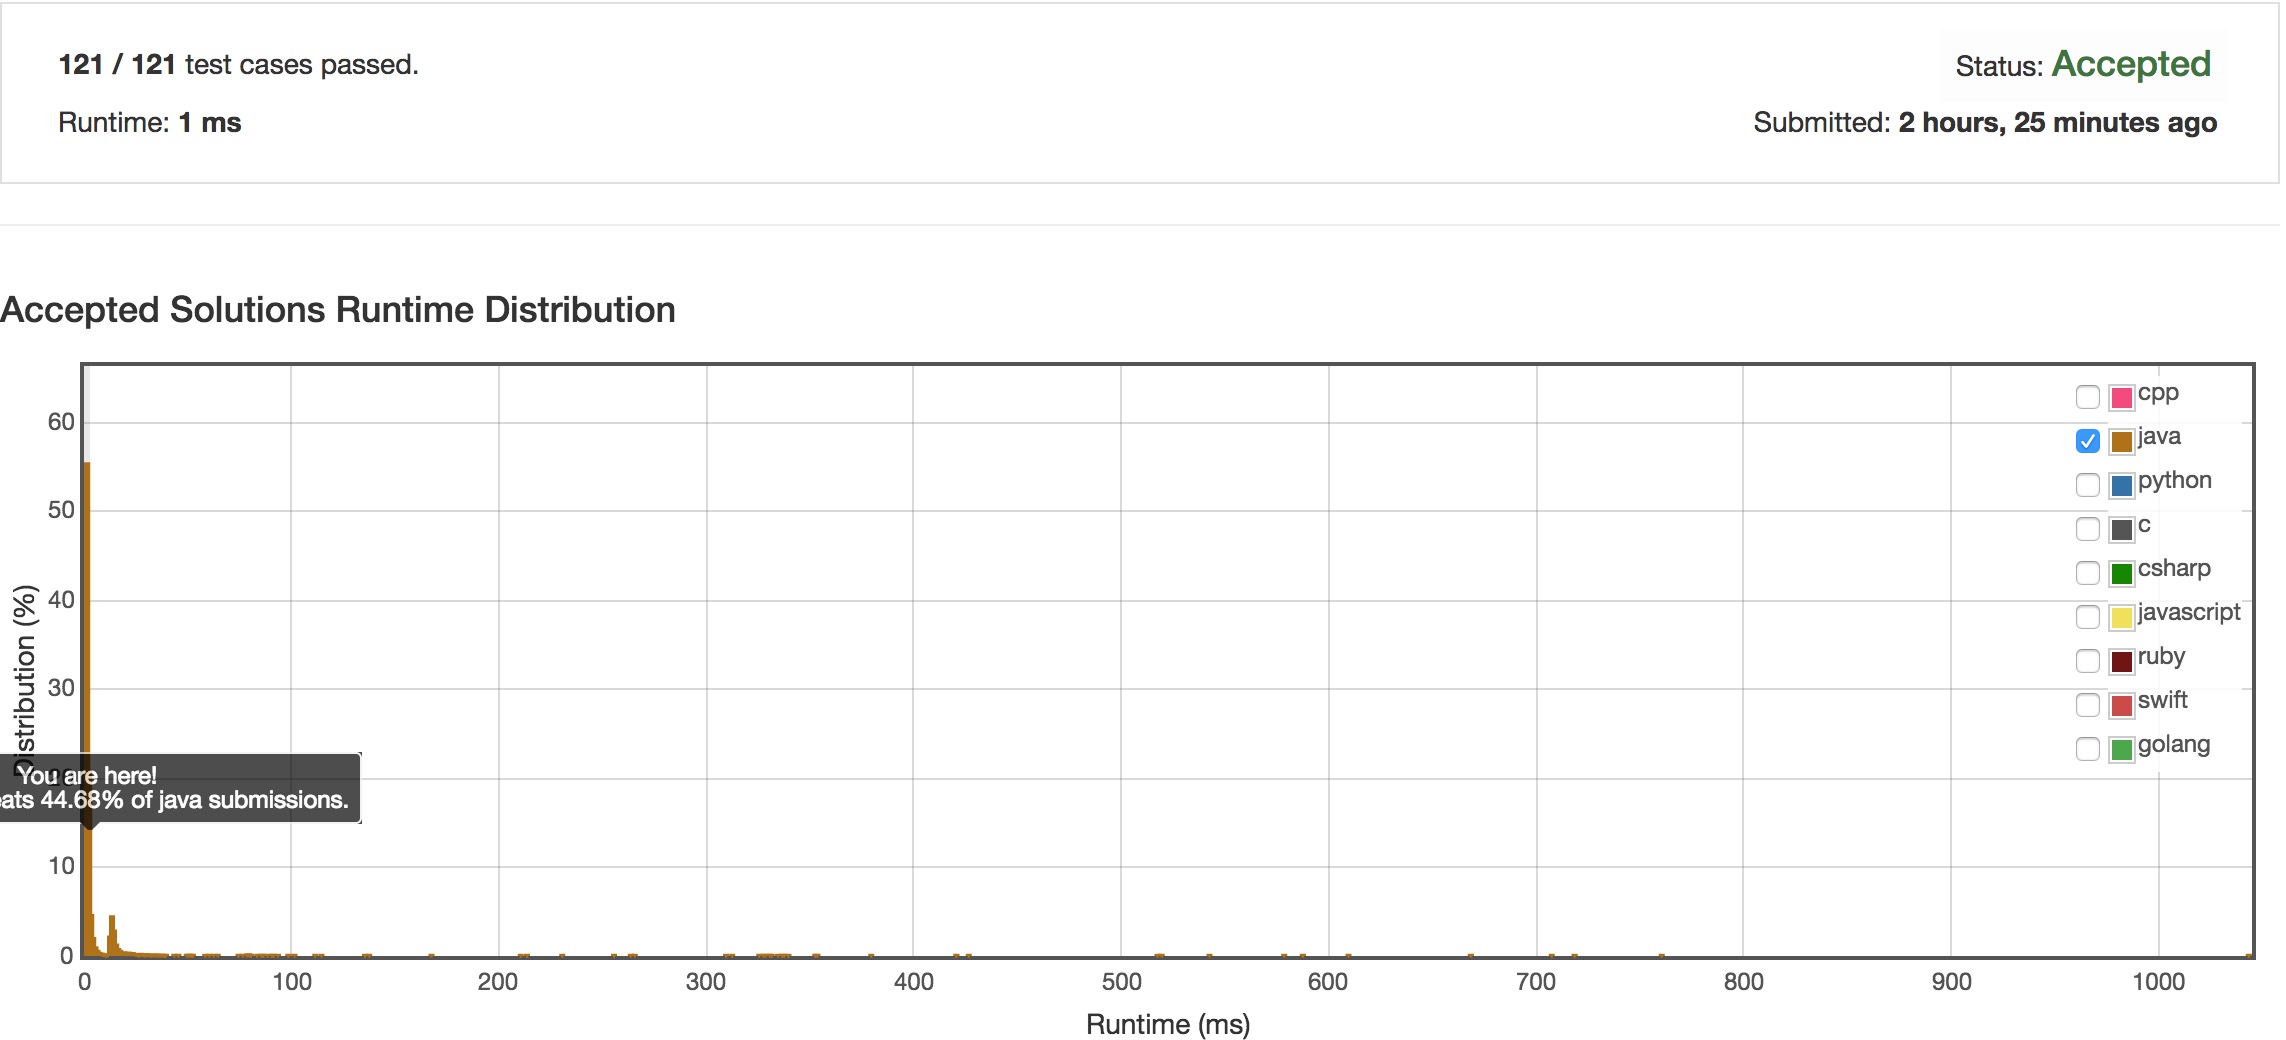 121 / 121 test cases passed.
Status: Accepted
Runtime: 1 ms
Submitted: 2 hours, 25 minutes ago
Accepted Solutions Runtime Distribution
Distribution (%)
60
50
40
30
10
0
You are here!
44.68% of java submissions.
cpp
java
python
c
csharp
javascript
ruby
swift
golang
0 100 200 300 400 500 600 700 800 900 1000
Runtime (ms)